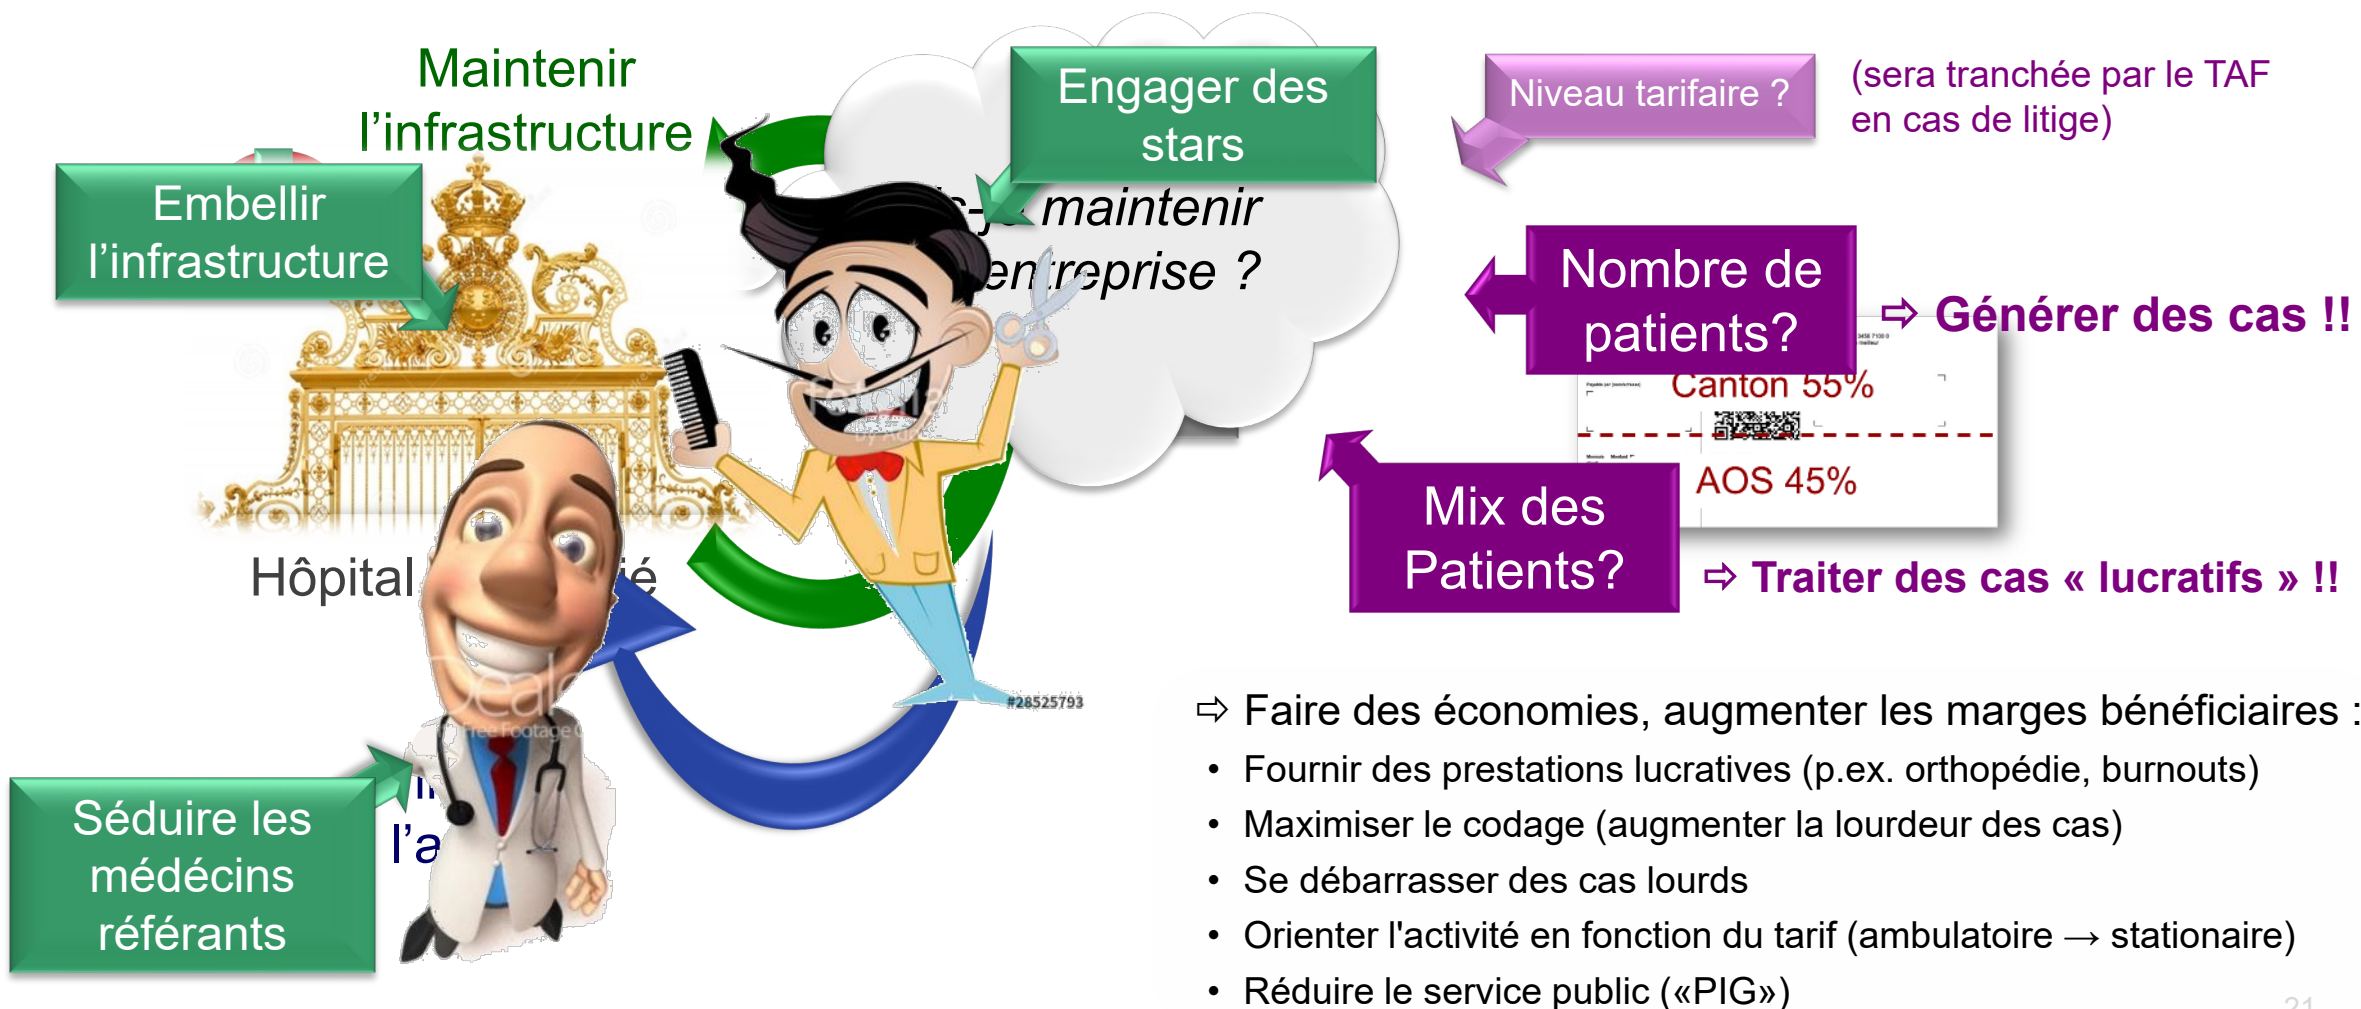 Maintenir
l'infrastructure
Embellir
l'infrastructure
Engager des
stars
maintenir
entreprise ?
Niveau tarifaire ?
(sera tranchée par le TAF
en cas de litige)
Nombre de
patients?
⇨ Générer des cas !!
Canton 55%
AOS 45%
Mix des
Patients?
⇨ Traiter des cas « lucratifs » !!
Hôpital
#28525793
Séduire les
médécins
référants
⇨ Faire des économies, augmenter les marges bénéficiaires :
• Fournir des prestations lucratives (p.ex. orthopédie, burnouts)
• Maximiser le codage (augmenter la lourdeur des cas)
• Se débarrasser des cas lourds
• Orienter l'activité en fonction du tarif (ambulatoire → stationaire)
• Réduire le service public («PIG»)
21